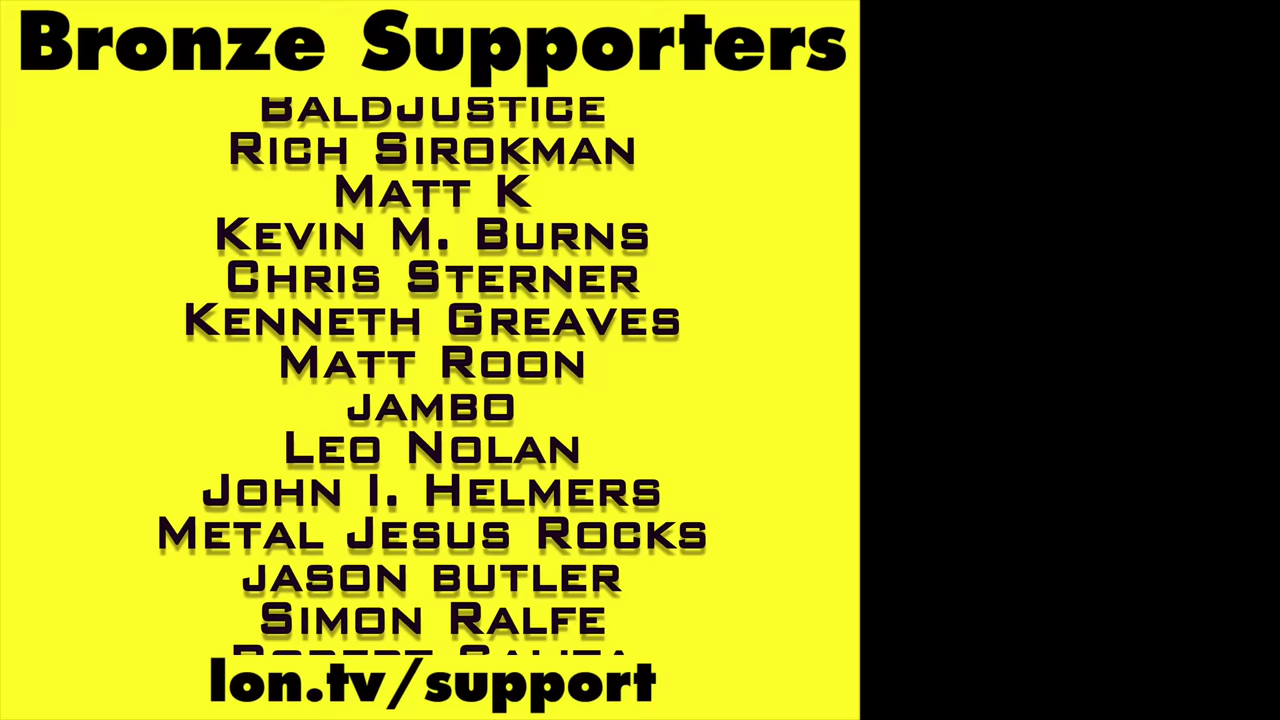 Bronze Supporters
BALDJUSTICE
RICH SIROKMAN
MATT K
KEVIN M. BURNS
CHRIS STERNER
KENNETH GREAVES
MATT ROON
JAMBO
LEO NOLAN
JOHN I. HELMERS
METAL JESUS ROCKS
JASON BUTLER
SIMON RALFE
ROBERT
lon.tv/support